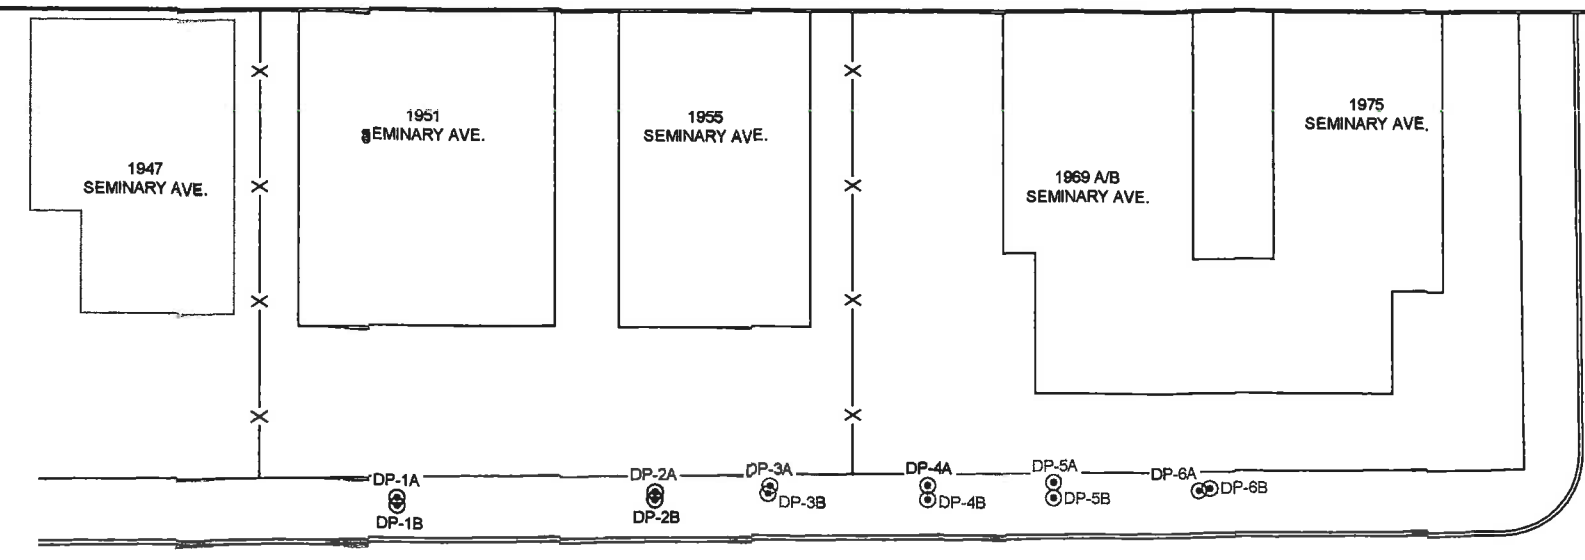 1951
SEMINARY AVE.
1955
SEMINARY AVE.
1975
SEMINARY AVE.
1947
SEMINARY AVE.
1969 A/B
SEMINARY AVE.
DP-1A
DP-2A
DP-3A
DP-4A
DP-5A
DP-6A
DP-6B
DP-1B
DP-2B
DP-3B
DP-4B
DP-5B